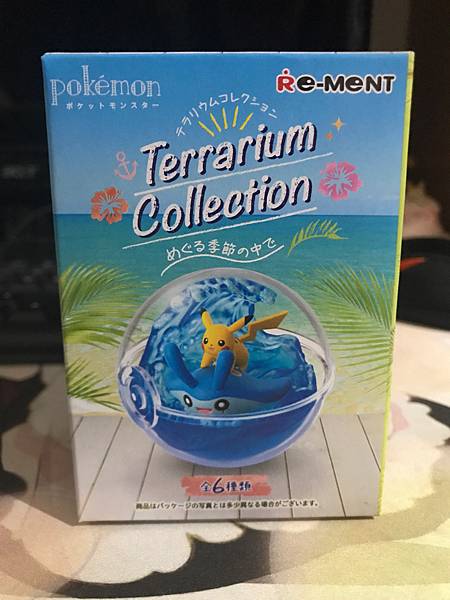 pokémon
ポケットモンスター
Re-MeNT
テラリウムコレクション
Terrarium
Collection
めぐる季節の中で
全6種類
商品はパッケージの写真とは多少異なる場合がございます。